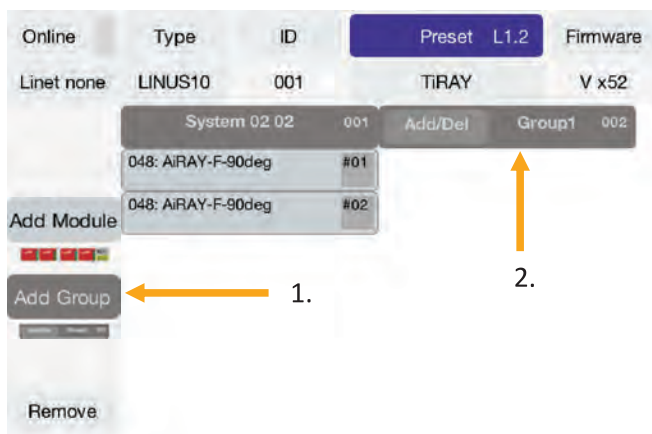 Online Type ID Preset L1.2 Firmware
Linet none LINUS10 001 TiRAY V x52
System 02 02 001 Add/Del Group1 002
048: AiRAY-F-90deg #01
048: AiRAY-F-90deg #02
Add Module
Add Group
1.
2.
Remove